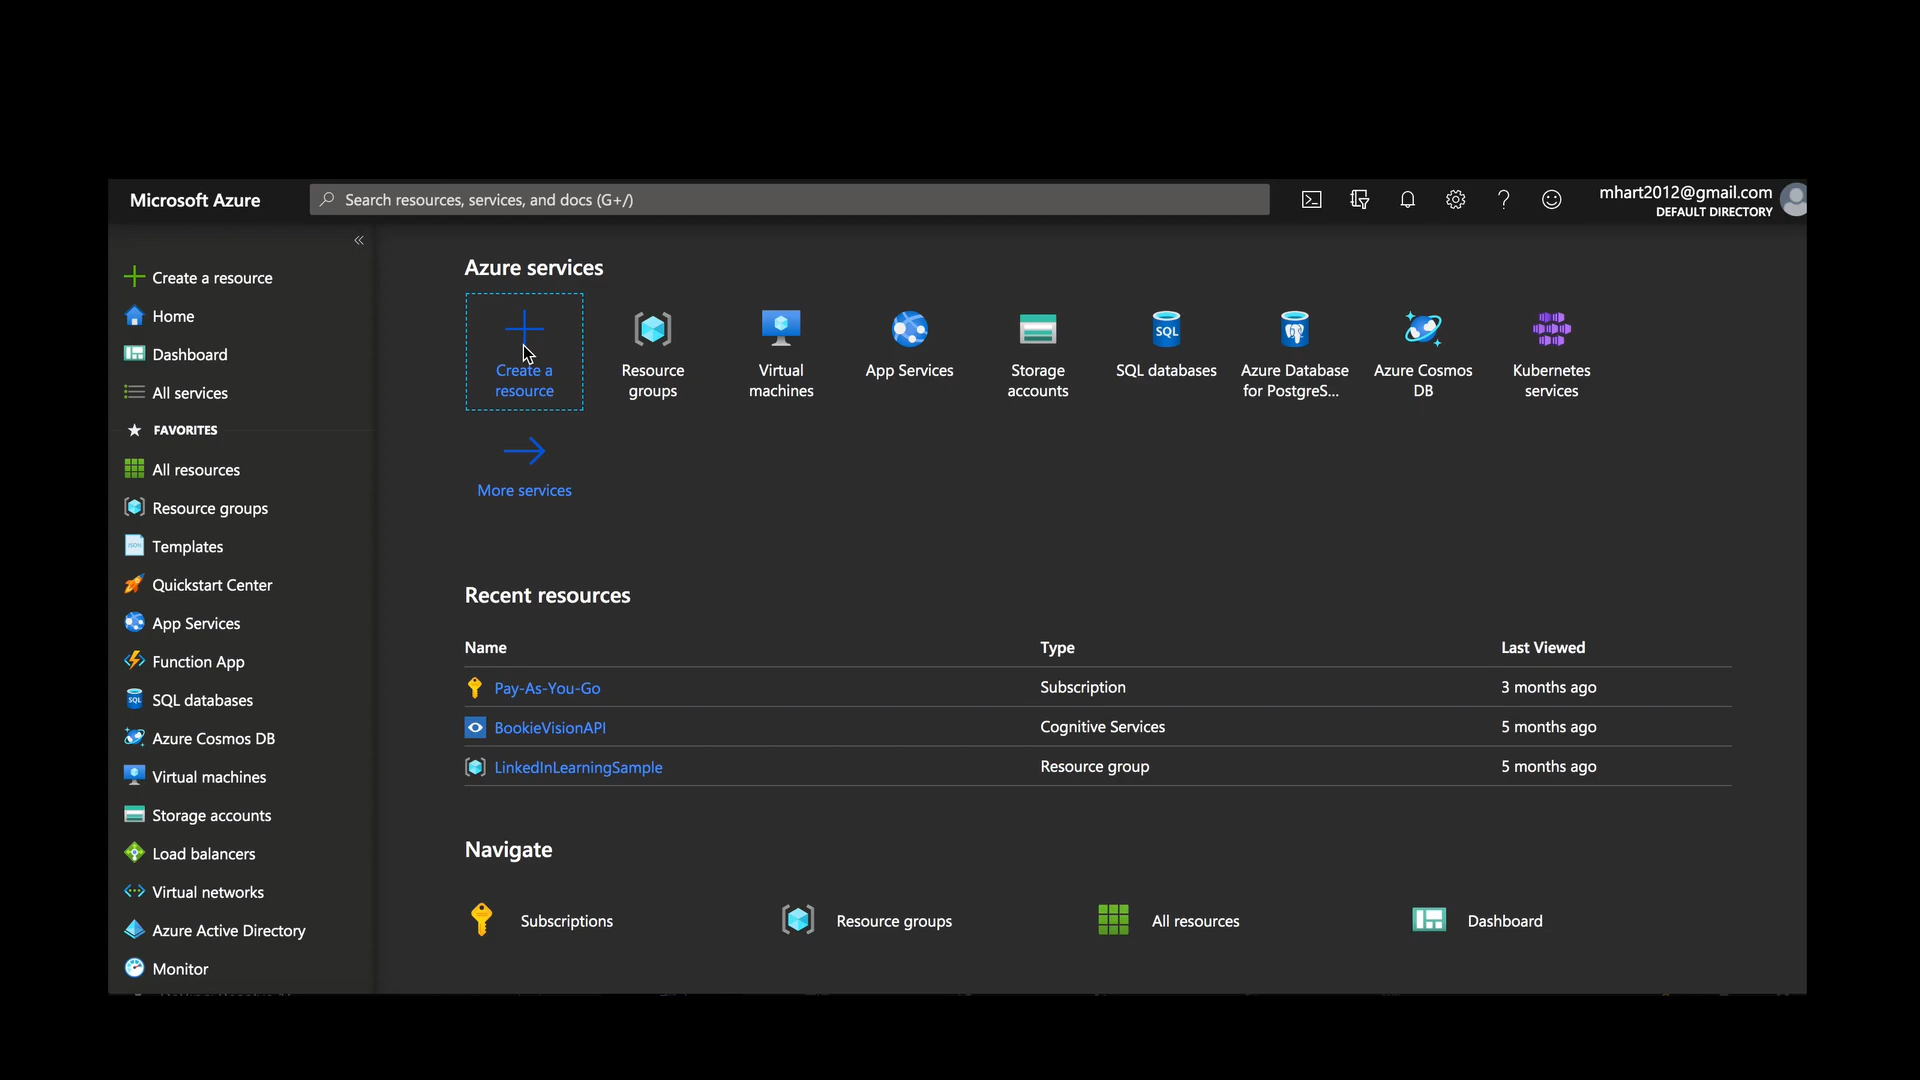 Microsoft Azure
Search resources, services, and docs (G+/)
mhart2012@gmail.com
DEFAULT DIRECTORY
Create a resource
Home
Dashboard
All services
FAVORITES
All resources
Resource groups
Templates
Quickstart Center
App Services
Function App
SQL databases
Azure Cosmos DB
Virtual machines
Storage accounts
Load balancers
Virtual networks
Azure Active Directory
Monitor
Azure services
Create a
resource
Resource
groups
Virtual
machines
App Services
Storage
accounts
SQL
SQL databases
Azure Database
for PostgreS...
Azure Cosmos
DB
Kubernetes
services
More services
Recent resources
Name Type Last Viewed
Pay-As-You-Go Subscription 3 months ago
BookieVisionAPI Cognitive Services 5 months ago
LinkedInLearningSample Resource group 5 months ago
Navigate
Subscriptions
Resource groups
All resources
Dashboard